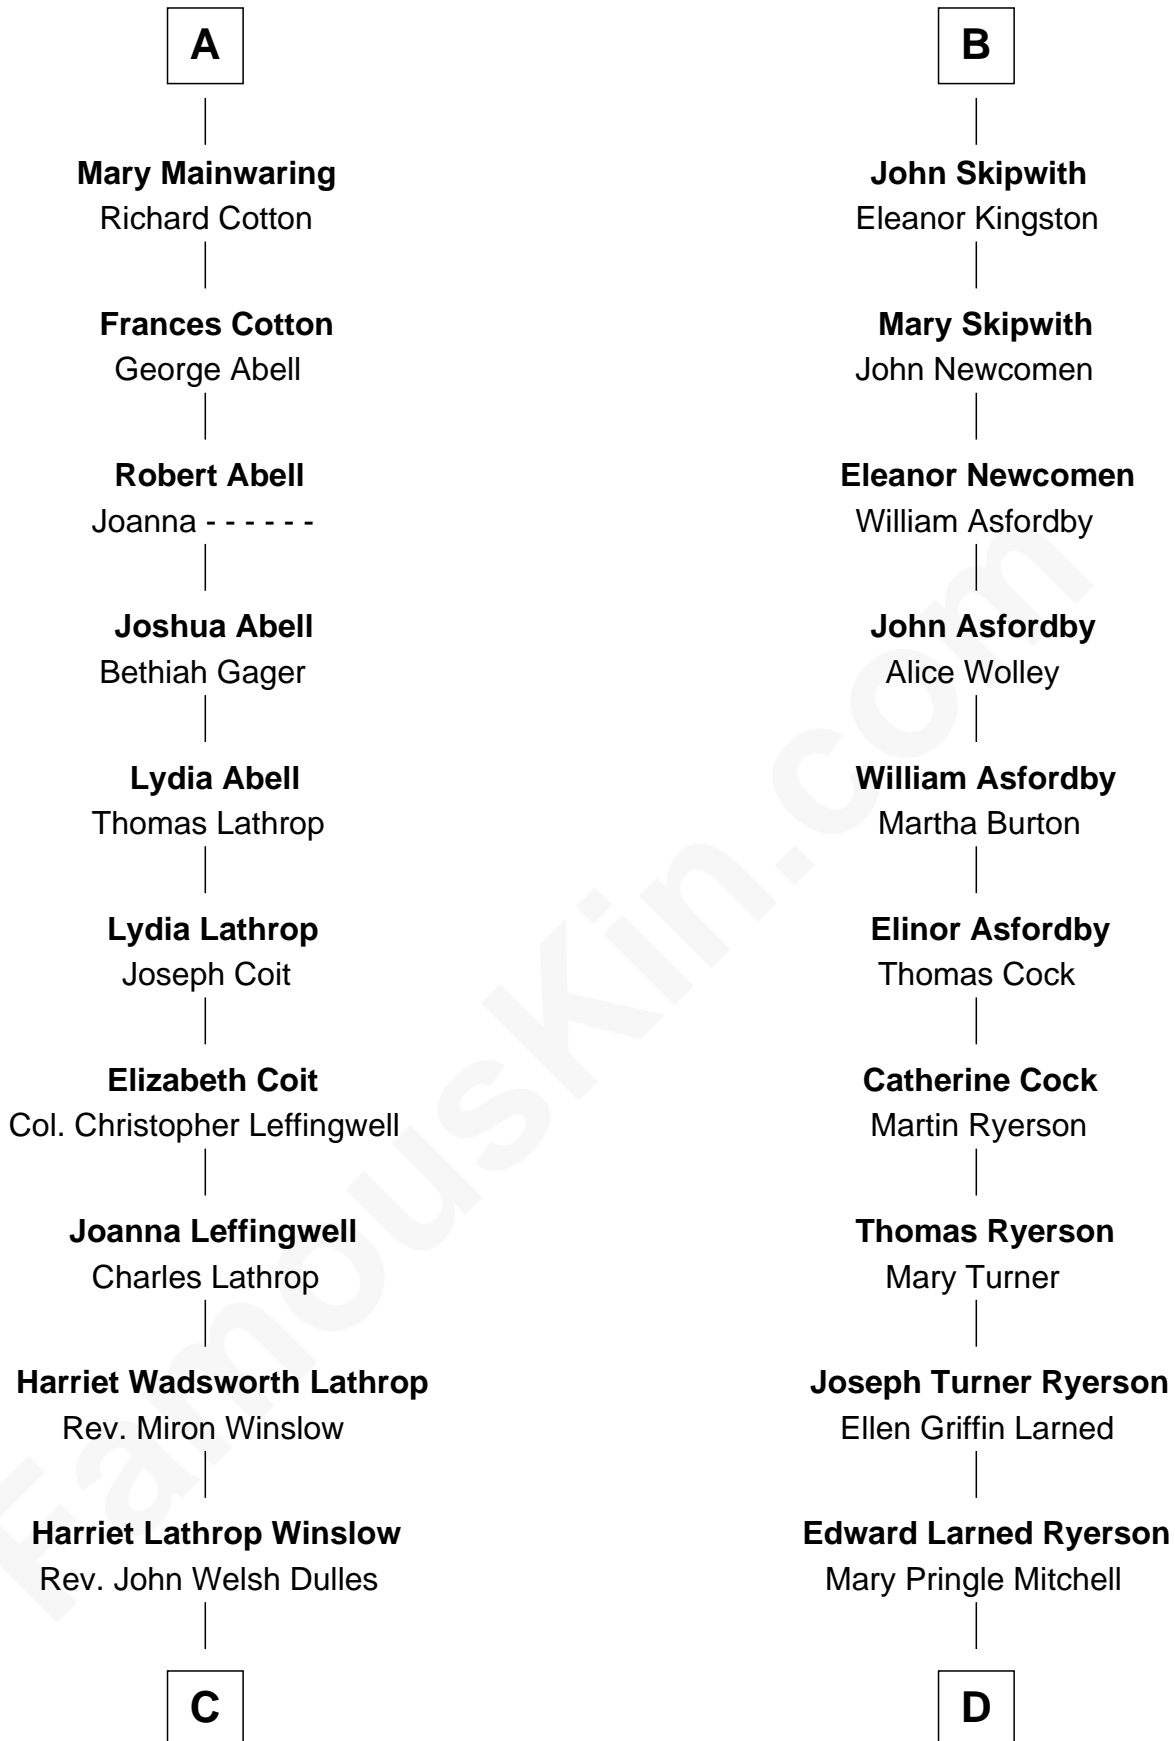 A
Mary Mainwaring
Richard Cotton
Frances Cotton
George Abell
Robert Abell
Joanna - - - - - -
Joshua Abell
Bethiah Gager
Lydia Abell
Thomas Lathrop
Lydia Lathrop
Joseph Coit
Elizabeth Coit
Col. Christopher Leffingwell
Joanna Leffingwell
Charles Lathrop
Harriet Wadsworth Lathrop
Rev. Miron Winslow
Harriet Lathrop Winslow
Rev. John Welsh Dulles
C
B
John Skipwith
Eleanor Kingston
Mary Skipwith
John Newcomen
Eleanor Newcomen
William Asfordby
John Asfordby
Alice Wolley
William Asfordby
Martha Burton
Elinor Asfordby
Thomas Cock
Catherine Cock
Martin Ryerson
Thomas Ryerson
Mary Turner
Joseph Turner Ryerson
Ellen Griffin Larned
Edward Larned Ryerson
Mary Pringle Mitchell
D
FamousKin.com